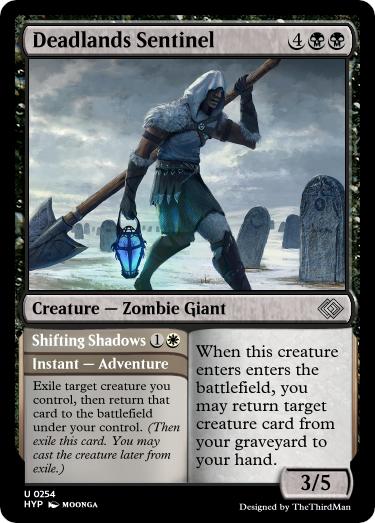 Deadlands Sentinel 4
Creature — Zombie Giant
Shifting Shadows 1
Instant — Adventure
Exile target creature you
control, then return that
card to the battlefield
under your control. (Then
exile this card. You may
cast the creature later from
exile.)
When this creature
enters enters the
battlefield, you
may return target
creature card from
your graveyard to
your hand.
3/5
U 0254
HYP MOONGA
Designed by TheThirdMan